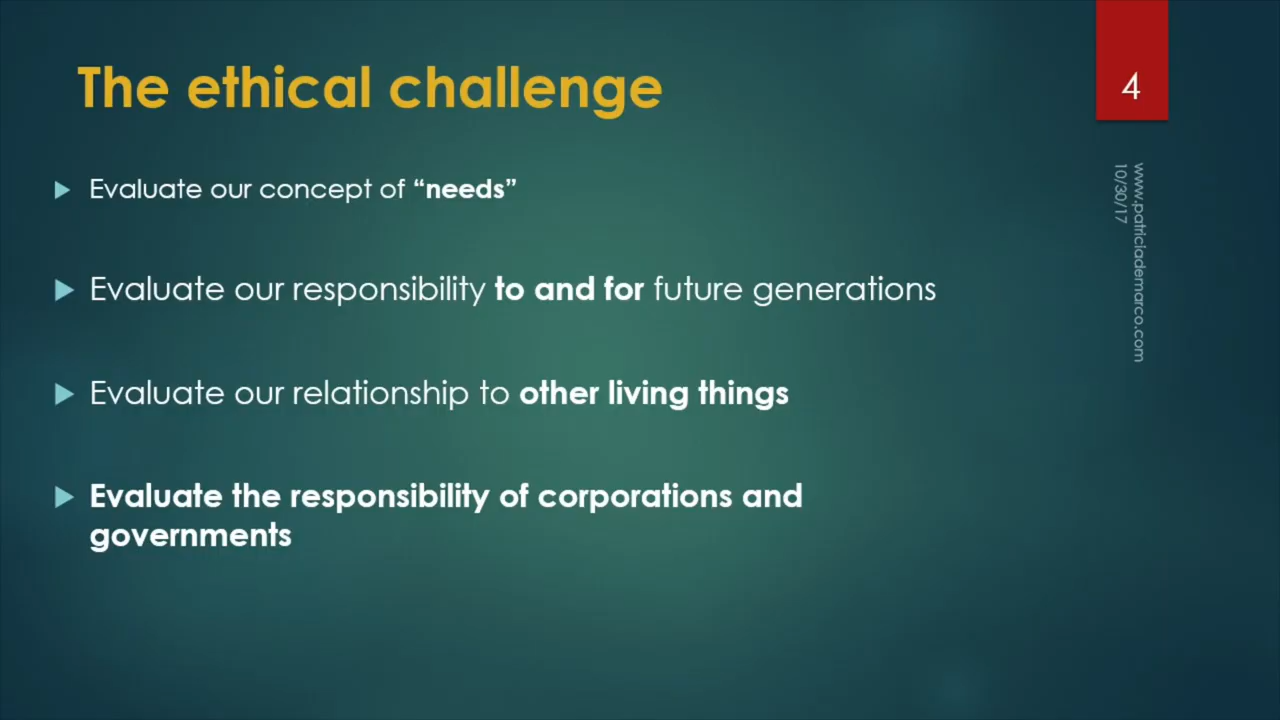 The ethical challenge
4
Evaluate our concept of “needs”
Evaluate our responsibility to and for future generations
Evaluate our relationship to other living things
Evaluate the responsibility of corporations and
governments
www.patriciademarco.com
10/30/17